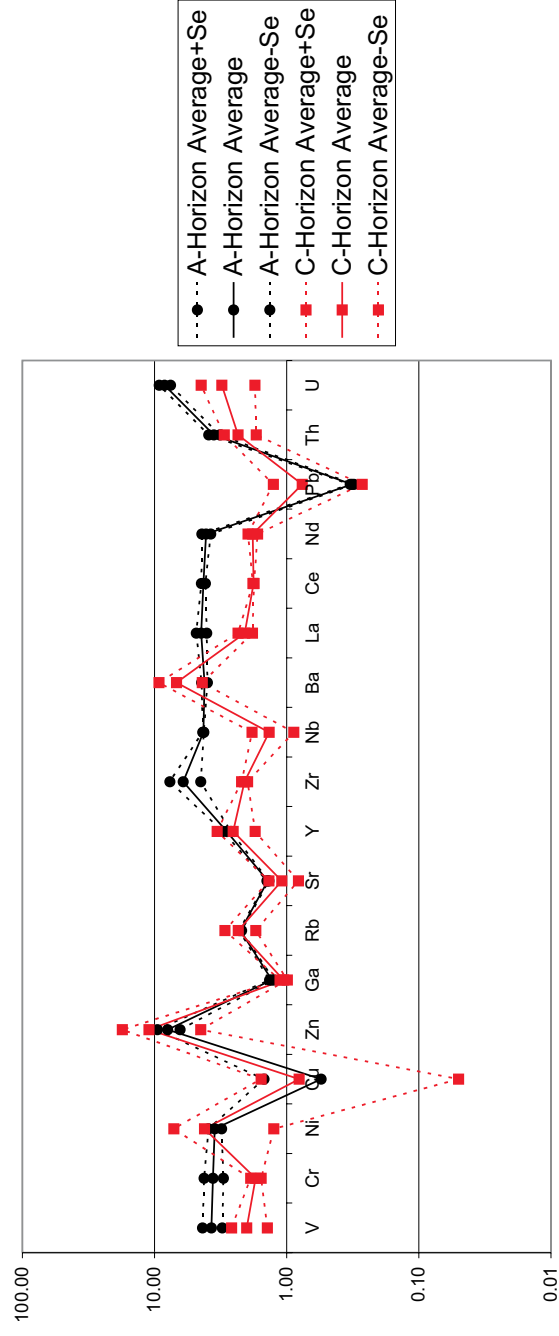 A-Horizon Average+Se
A-Horizon Average
A-Horizon Average-Se
C-Horizon Average+Se
C-Horizon Average
C-Horizon Average-Se
100.00
10.00
1.00
0.10
0.01
V Cr Ni Cu Zn Ga Rb Sr Y Zr Nb Ba La Ce Nd Pb Th U